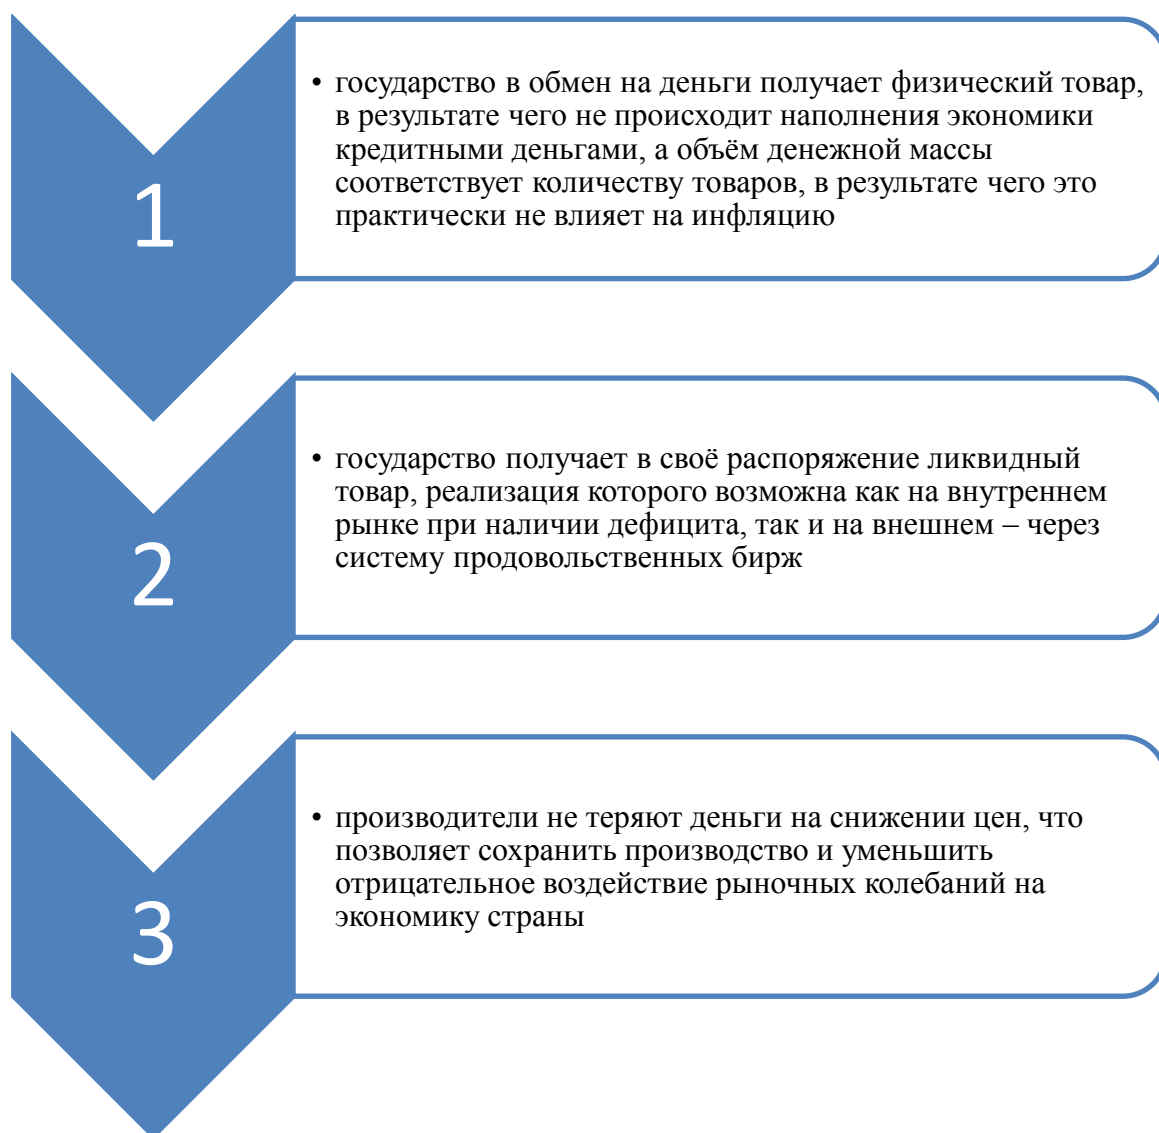 1
• государство в обмен на деньги получает физический товар,
в результате чего не происходит наполнения экономики
кредитными деньгами, а объём денежной массы
соответствует количеству товаров, в результате чего это
практически не влияет на инфляцию
2
• государство получает в своё распоряжение ликвидный
товар, реализация которого возможна как на внутреннем
рынке при наличии дефицита, так и на внешнем – через
систему продовольственных бирж
3
• производители не теряют деньги на снижении цен, что
позволяет сохранить производство и уменьшить
отрицательное воздействие рыночных колебаний на
экономику страны